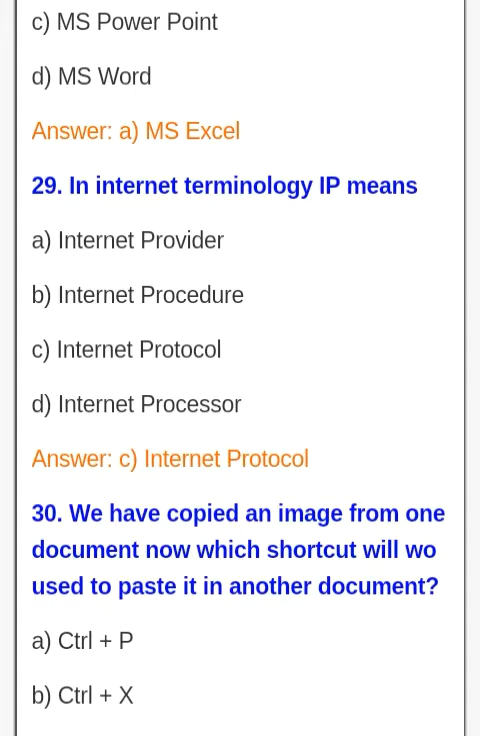 c) MS Power Point
d) MS Word
Answer: a) MS Excel
29. In internet terminology IP means
a) Internet Provider
b) Internet Procedure
c) Internet Protocol
d) Internet Processor
Answer: c) Internet Protocol
30. We have copied an image from one
document now which shortcut will wo
used to paste it in another document?
a) Ctrl + P
b) Ctrl + X